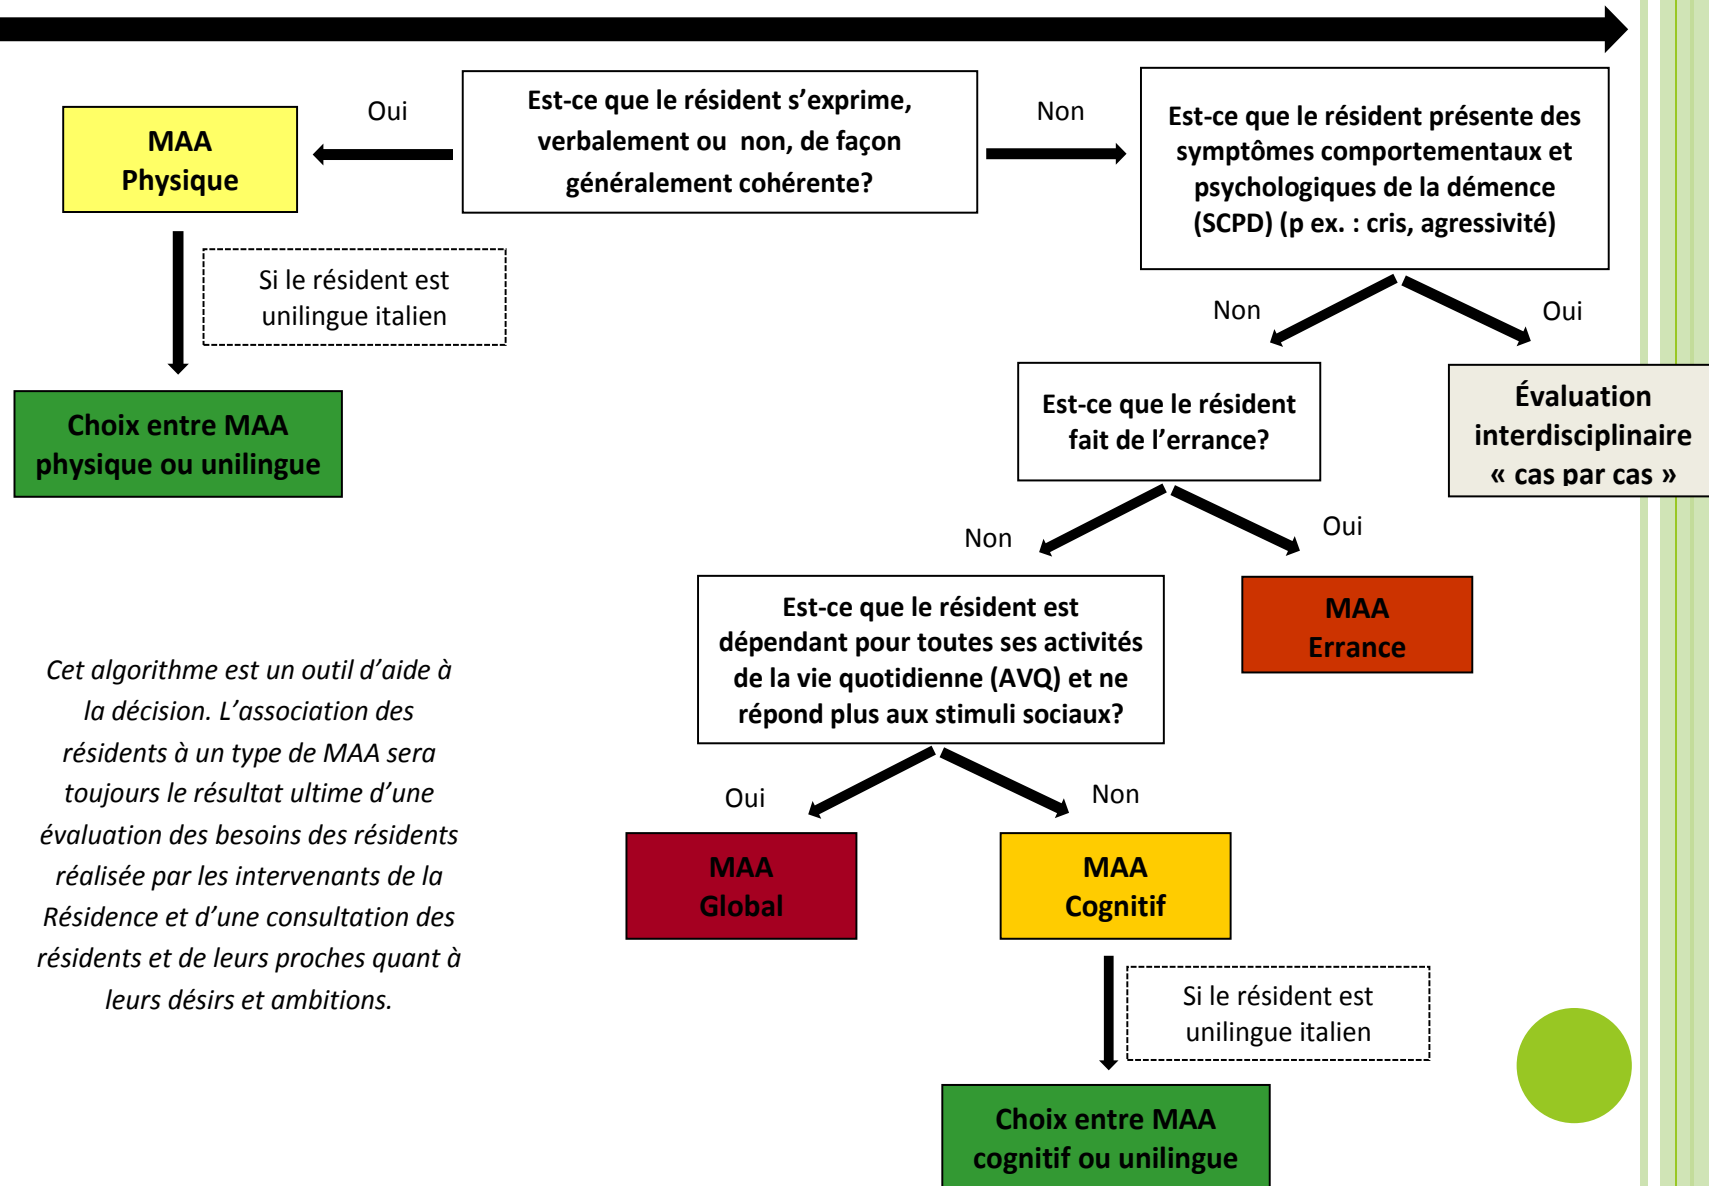 Oui
MAA
Physique
Est-ce que le résident s’exprime,
verbalement ou non, de façon
généralement cohérente?
Non
Est-ce que le résident présente des
symptômes comportementaux et
psychologiques de la démence
(SCPD) (p ex. : cris, agressivité)
Si le résident est
unilingue italien
Choix entre MAA
physique ou unilingue
Non
Oui
Est-ce que le résident
fait de l’errance?
Évaluation
interdisciplinaire
« cas par cas »
Non
Oui
Est-ce que le résident est
dépendant pour toutes ses activités
de la vie quotidienne (AVQ) et ne
répond plus aux stimuli sociaux?
MAA
Errance
Cet algorithme est un outil d’aide à
la décision. L’association des
résidents à un type de MAA sera
toujours le résultat ultime d’une
évaluation des besoins des résidents
réalisée par les intervenants de la
Résidence et d’une consultation des
résidents et de leurs proches quant à
leurs désirs et ambitions.
Oui
Non
MAA
Global
MAA
Cognitif
Si le résident est
unilingue italien
Choix entre MAA
cognitif ou unilingue